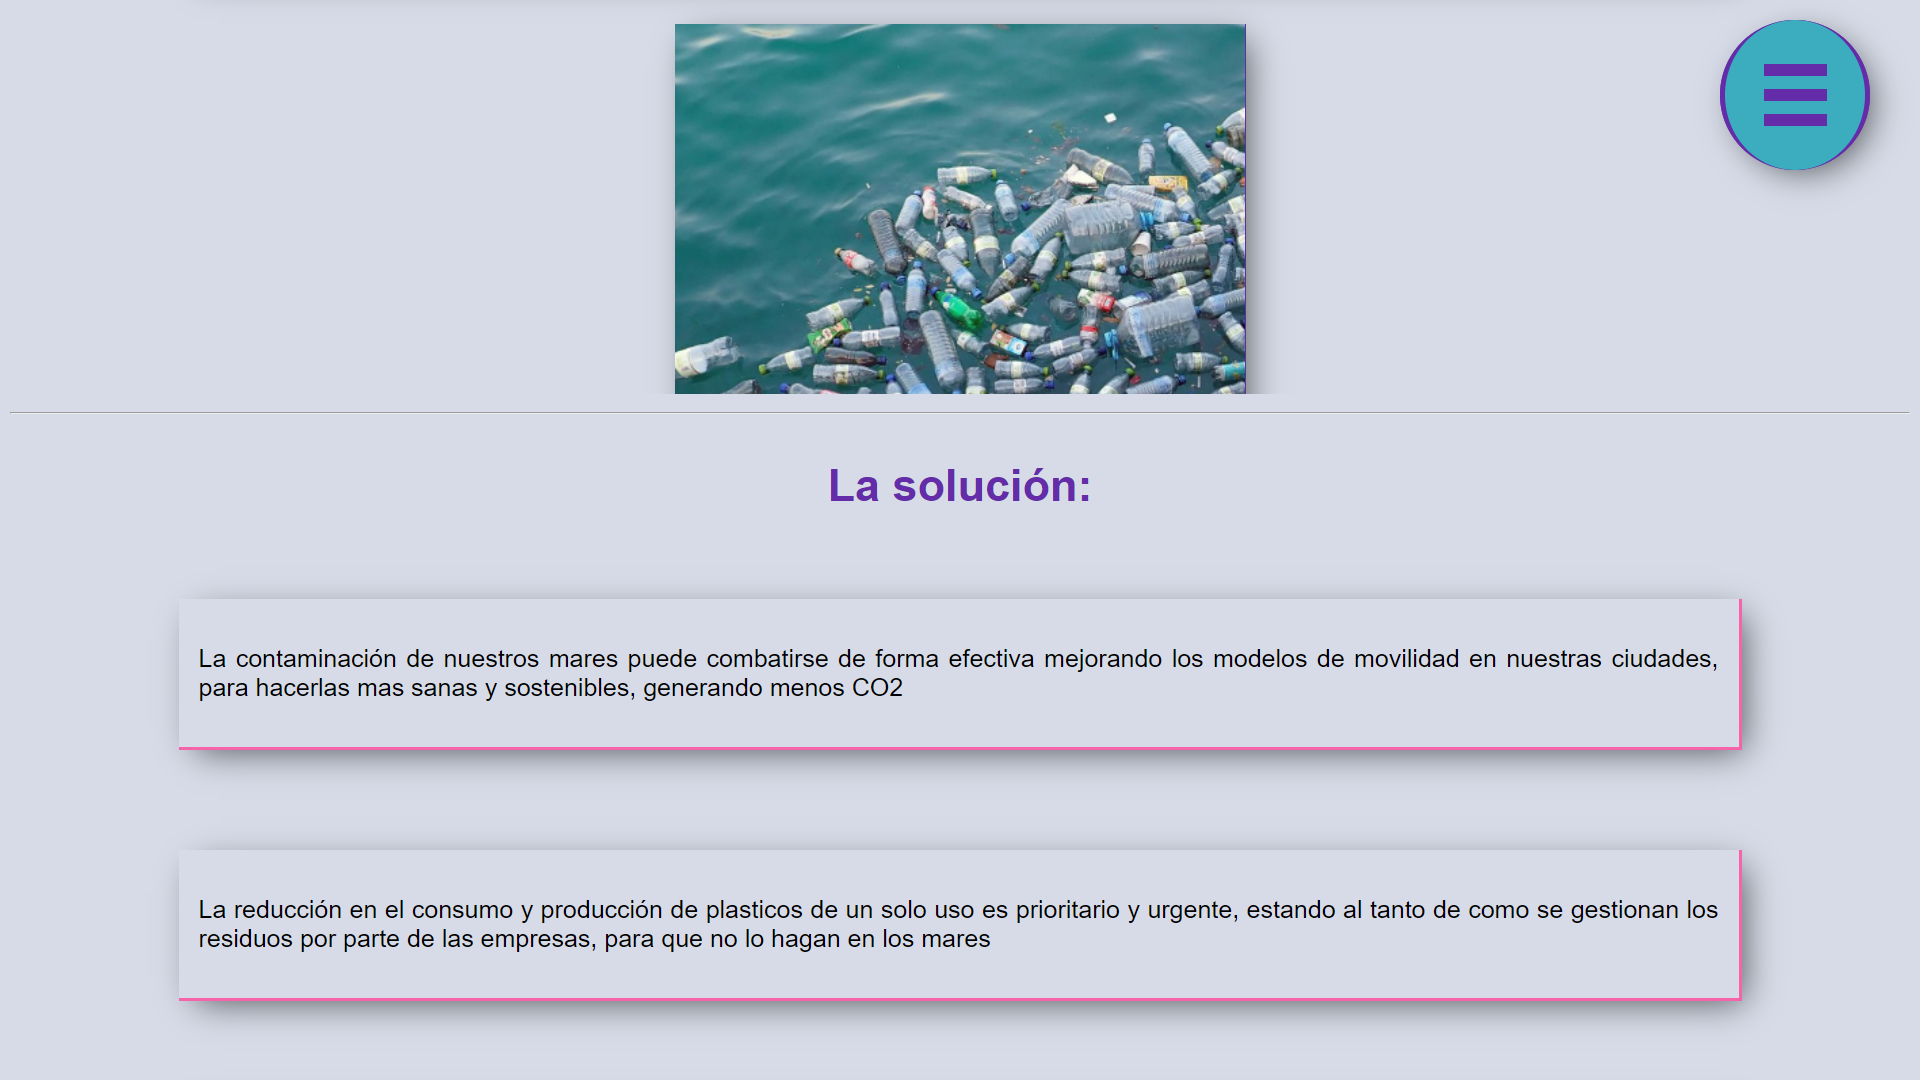 La solución:
La contaminación de nuestros mares puede combatirse de forma efectiva mejorando los modelos de movilidad en nuestras ciudades,
para hacerlas mas sanas y sostenibles, generando menos CO2
La reducción en el consumo y producción de plasticos de un solo uso es prioritario y urgente, estando al tanto de como se gestionan los
residuos por parte de las empresas, para que no lo hagan en los mares